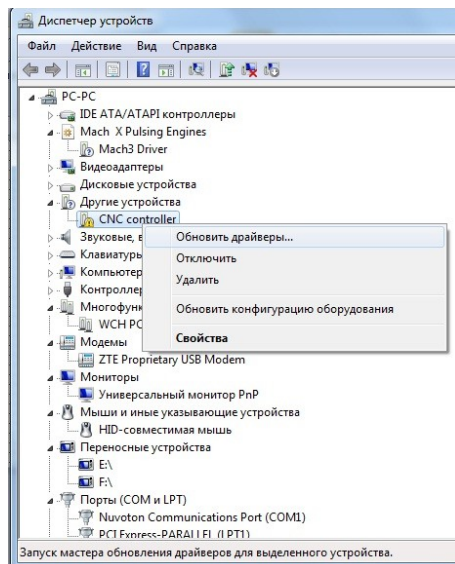 Диспетчер устройств
Файл Действие Вид Справка
PC-PC
IDE ATA/ATAPI контроллеры
Mach X Pulsing Engines
Mach3 Driver
Видеоадаптеры
Дисковые устройства
Другие устройства
CNC controller
Звуковые, в
Обновить драйверы...
Клавиатуры
Отключить
Компьютер
Удалить
Контроллер
Многофунк
Обновить конфигурацию оборудования
WCH PC
Модемы
Свойства
ZTE Proprietary USB Modem
Мониторы
Универсальный монитор PnP
Мыши и иные указывающие устройства
HID-совместимая мышь
Переносные устройства
E:\
F:\
Порты (COM и LPT)
Nuvoton Communications Port (COM1)
PCI Express-PARALLEL (LPT1)
Запуск мастера обновления драйверов для выделенного устройства.